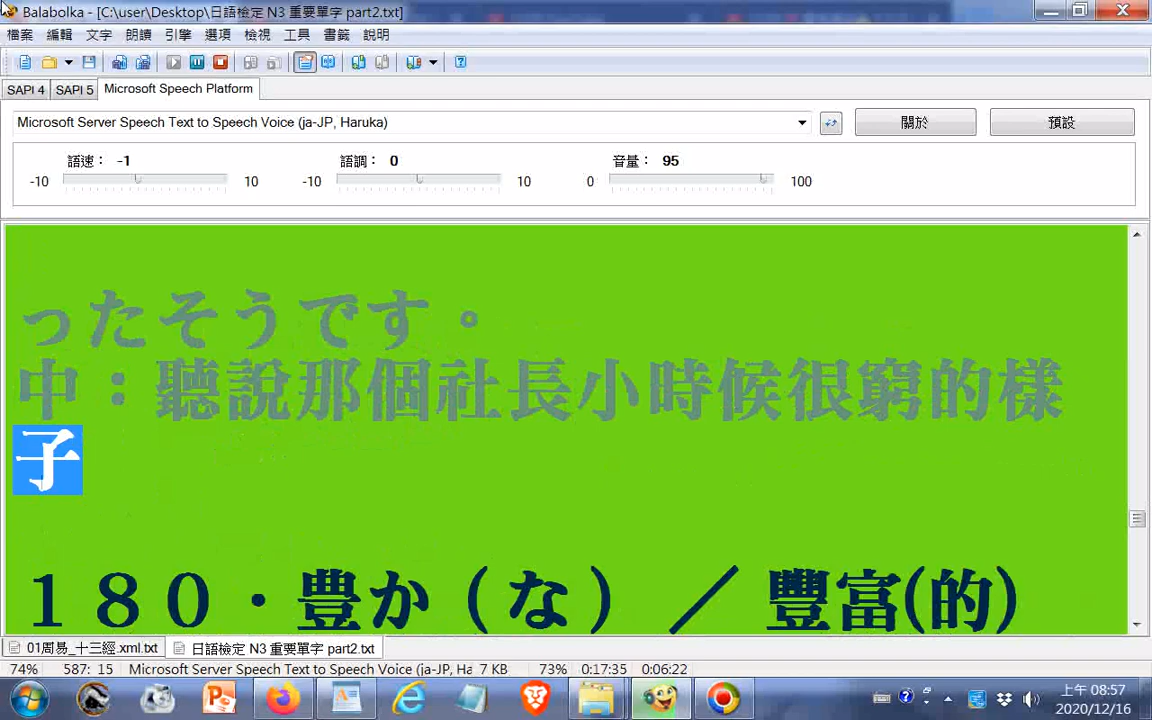 Balabolka - [C:\user\Desktop\日語檢定 N3 重要單字 part2.txt]
檔案 編輯 文字 朗讀 引擎 選項 檢視 工具 書籤 說明
SAPI 4 SAPI 5 Microsoft Speech Platform
Microsoft Server Speech Text to Speech Voice (ja-JP, Haruka) 關於 預設
語速： -1 語調： 0 音量： 95
-10 10 -10 10 0 100
ったそうです。
中：聽說那個社長小時候很窮的樣
子
１８０・豊か（な）／豐富(的)
01周易_十三經.xml.txt 日語檢定 N3 重要單字 part2.txt
74% 587: 15 Microsoft Server Speech Text to Speech Voice (ja-JP, Ha 7 KB 73% 0:17:35 0:06:22
上午 08:57
2020/12/16